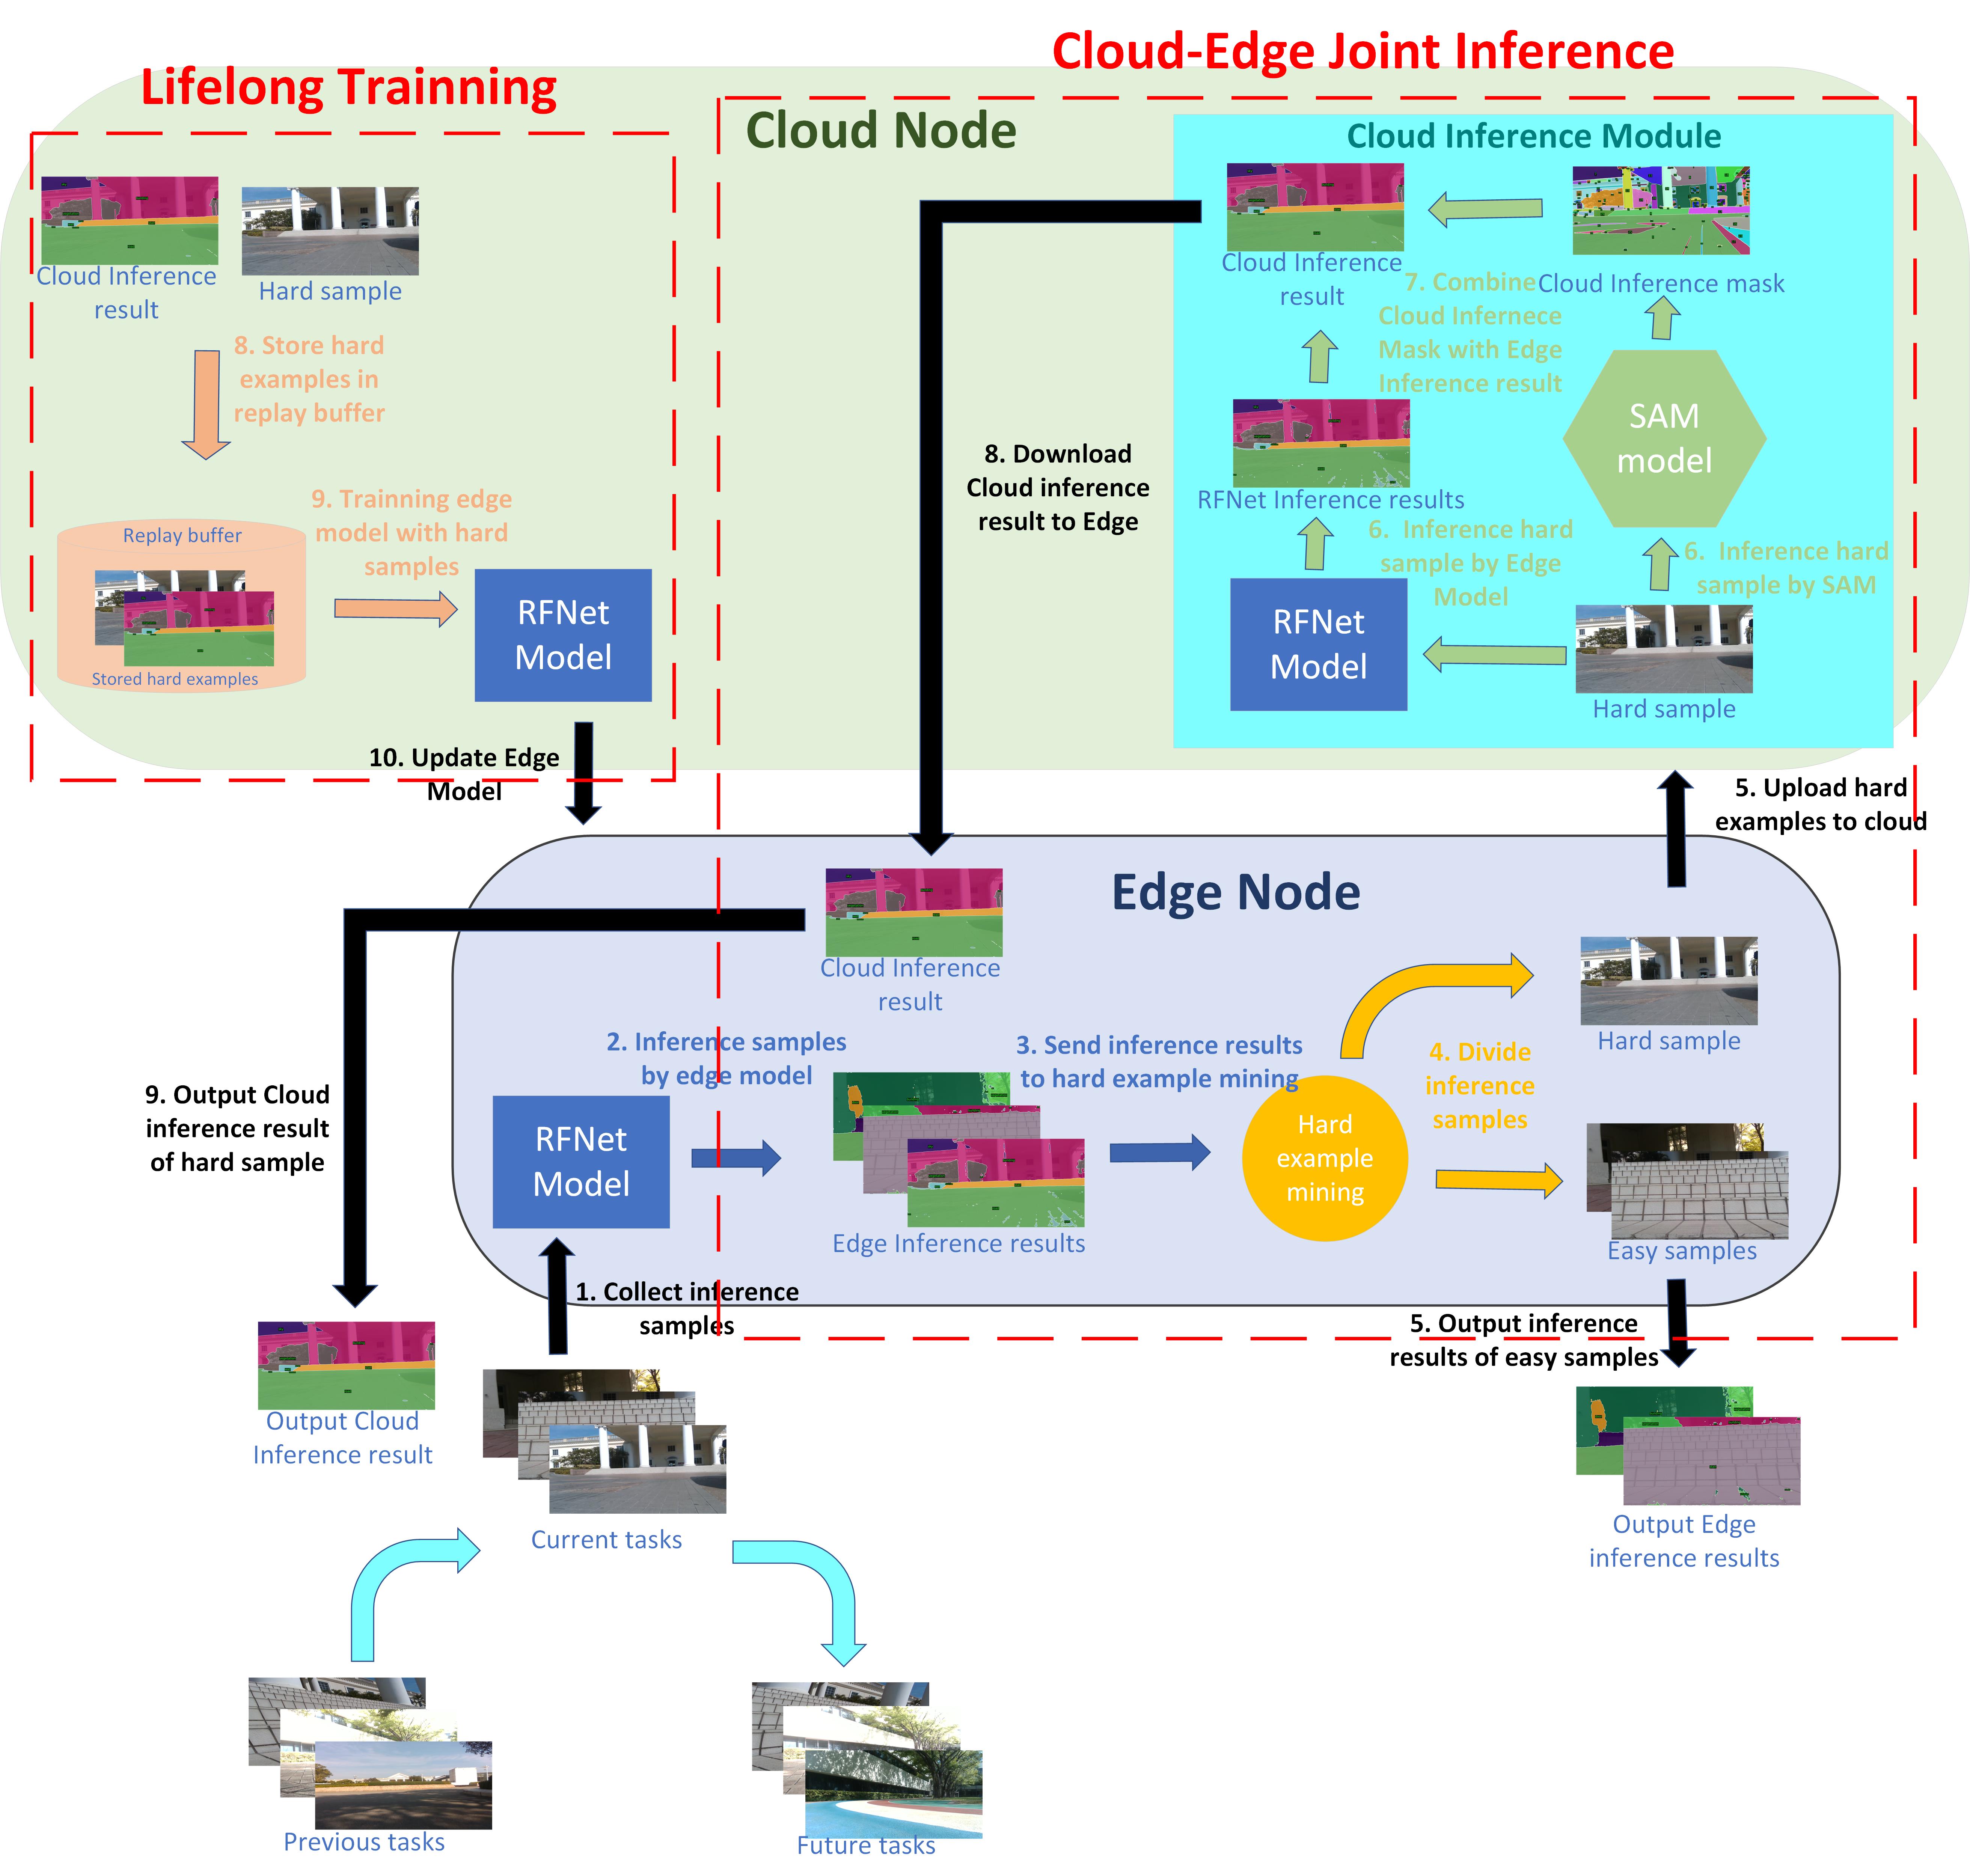 Cloud-Edge Joint Inference
Lifelong Trainning
Cloud Node
Cloud Inference Module
Cloud Inference
result
Hard sample
8. Store hard
examples in
replay buffer
Replay buffer
Stored hard examples
9. Trainning edge
model with hard
samples
RFNet
Model
10. Update Edge
Model
8. Download
Cloud inference
result to Edge
Cloud Inference
result
7. Combine
Cloud Infernece
Mask with Edge
Inference result
Cloud Inference mask
SAM
model
RFNet Inference results
6. Inference hard
sample by Edge
Model
6. Inference hard
sample by SAM
RFNet
Model
Hard sample
5. Upload hard
examples to cloud
Edge Node
Cloud Inference
result
2. Inference samples
by edge model
3. Send inference results
to hard example mining
4. Divide
inference
samples
Hard sample
RFNet
Model
Edge Inference results
Hard
example
mining
Easy samples
9. Output Cloud
inference result
of hard sample
1. Collect inference
samples
5. Output inference
results of easy samples
Output Cloud
Inference result
Current tasks
Output Edge
inference results
Previous tasks
Future tasks